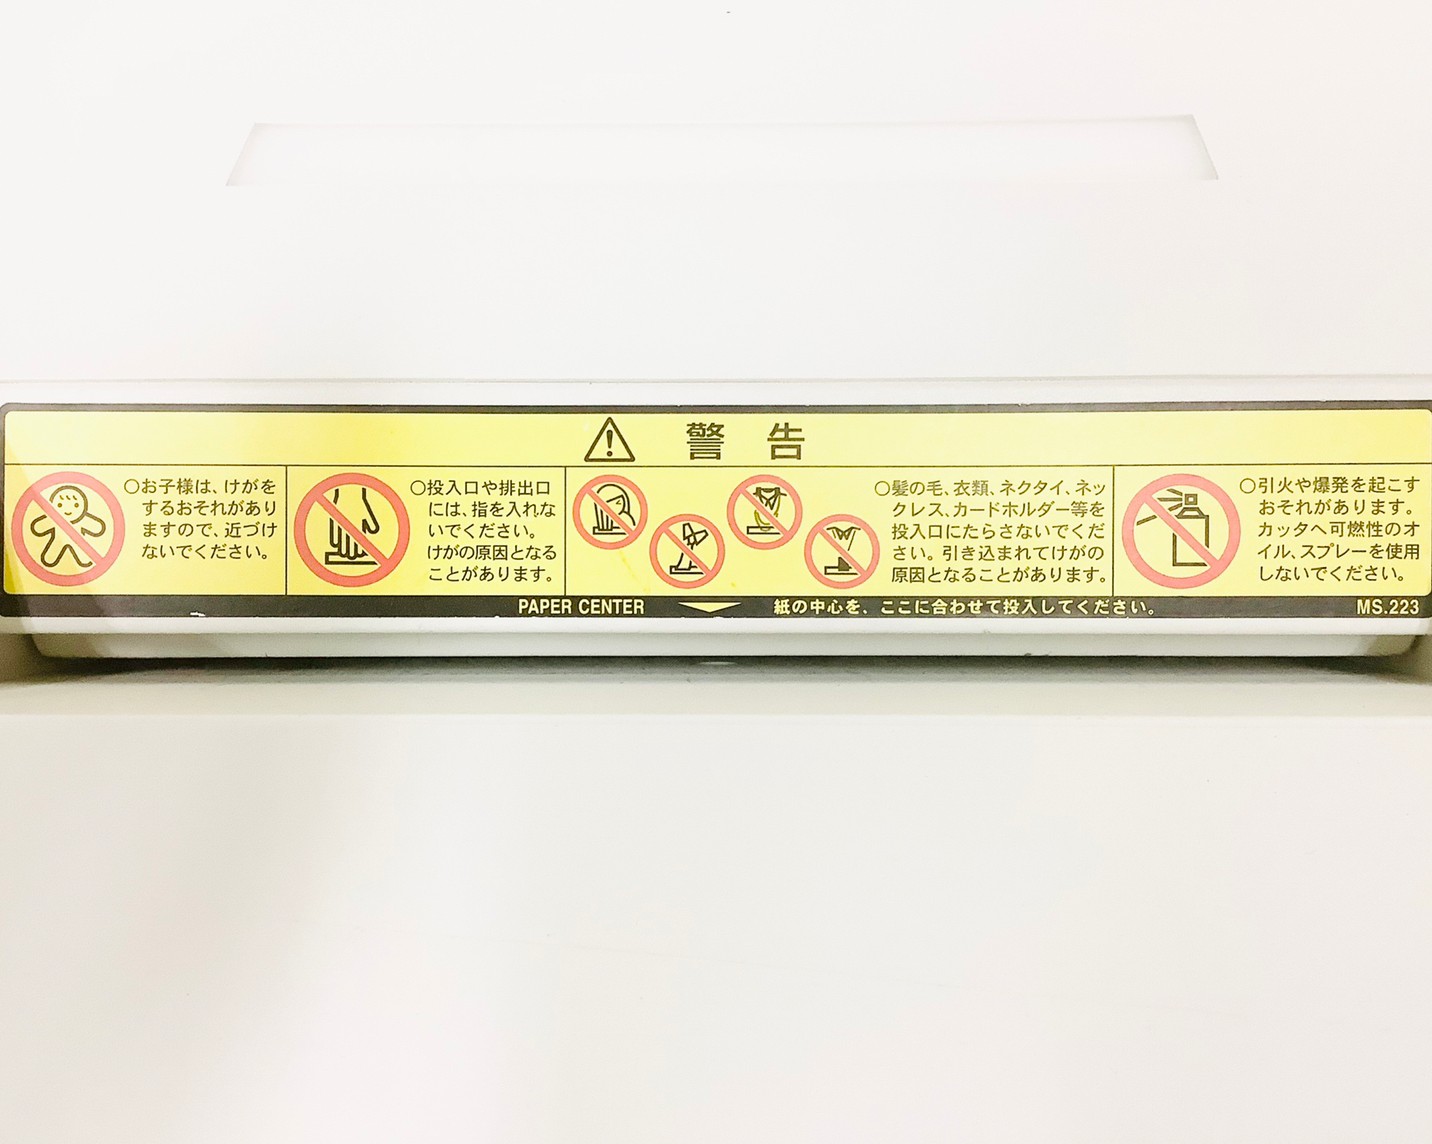 警告
○お子様は、けがを
するおそれがあり
ますので、近づけ
ないでください。
○投入口や排出口
には、指を入れな
いでください。
けがの原因となる
ことがあります。
○髪の毛、衣類、ネクタイ、ネッ
クレス、カードホルダー等を
投入口にたらさないでくだ
さい。引き込まれてけがの
原因となることがあります。
○引火や爆発を起こす
おそれがあります。
カッタへ可燃性のオ
イル、スプレーを使用
しないでください。
PAPER CENTER 紙の中心を、ここに合わせて投入してください。 MS.223